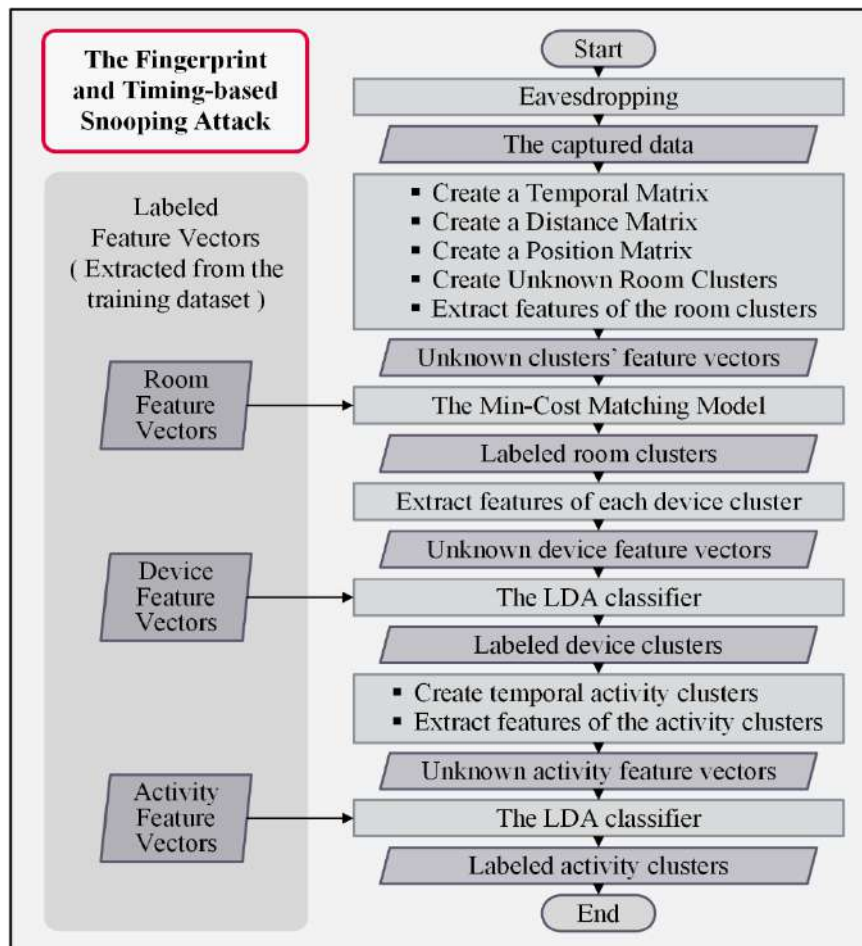 The Fingerprint
and Timing-based
Snooping Attack
Labeled
Feature Vectors
( Extracted from the
training dataset )
Room
Feature
Vectors
Device
Feature
Vectors
Activity
Feature
Vectors
Start
Eavesdropping
The captured data
▪ Create a Temporal Matrix
▪ Create a Distance Matrix
▪ Create a Position Matrix
▪ Create Unknown Room Clusters
▪ Extract features of the room clusters
Unknown clusters’ feature vectors
The Min-Cost Matching Model
Labeled room clusters
Extract features of each device cluster
Unknown device feature vectors
The LDA classifier
Labeled device clusters
▪ Create temporal activity clusters
▪ Extract features of the activity clusters
Unknown activity feature vectors
The LDA classifier
Labeled activity clusters
End